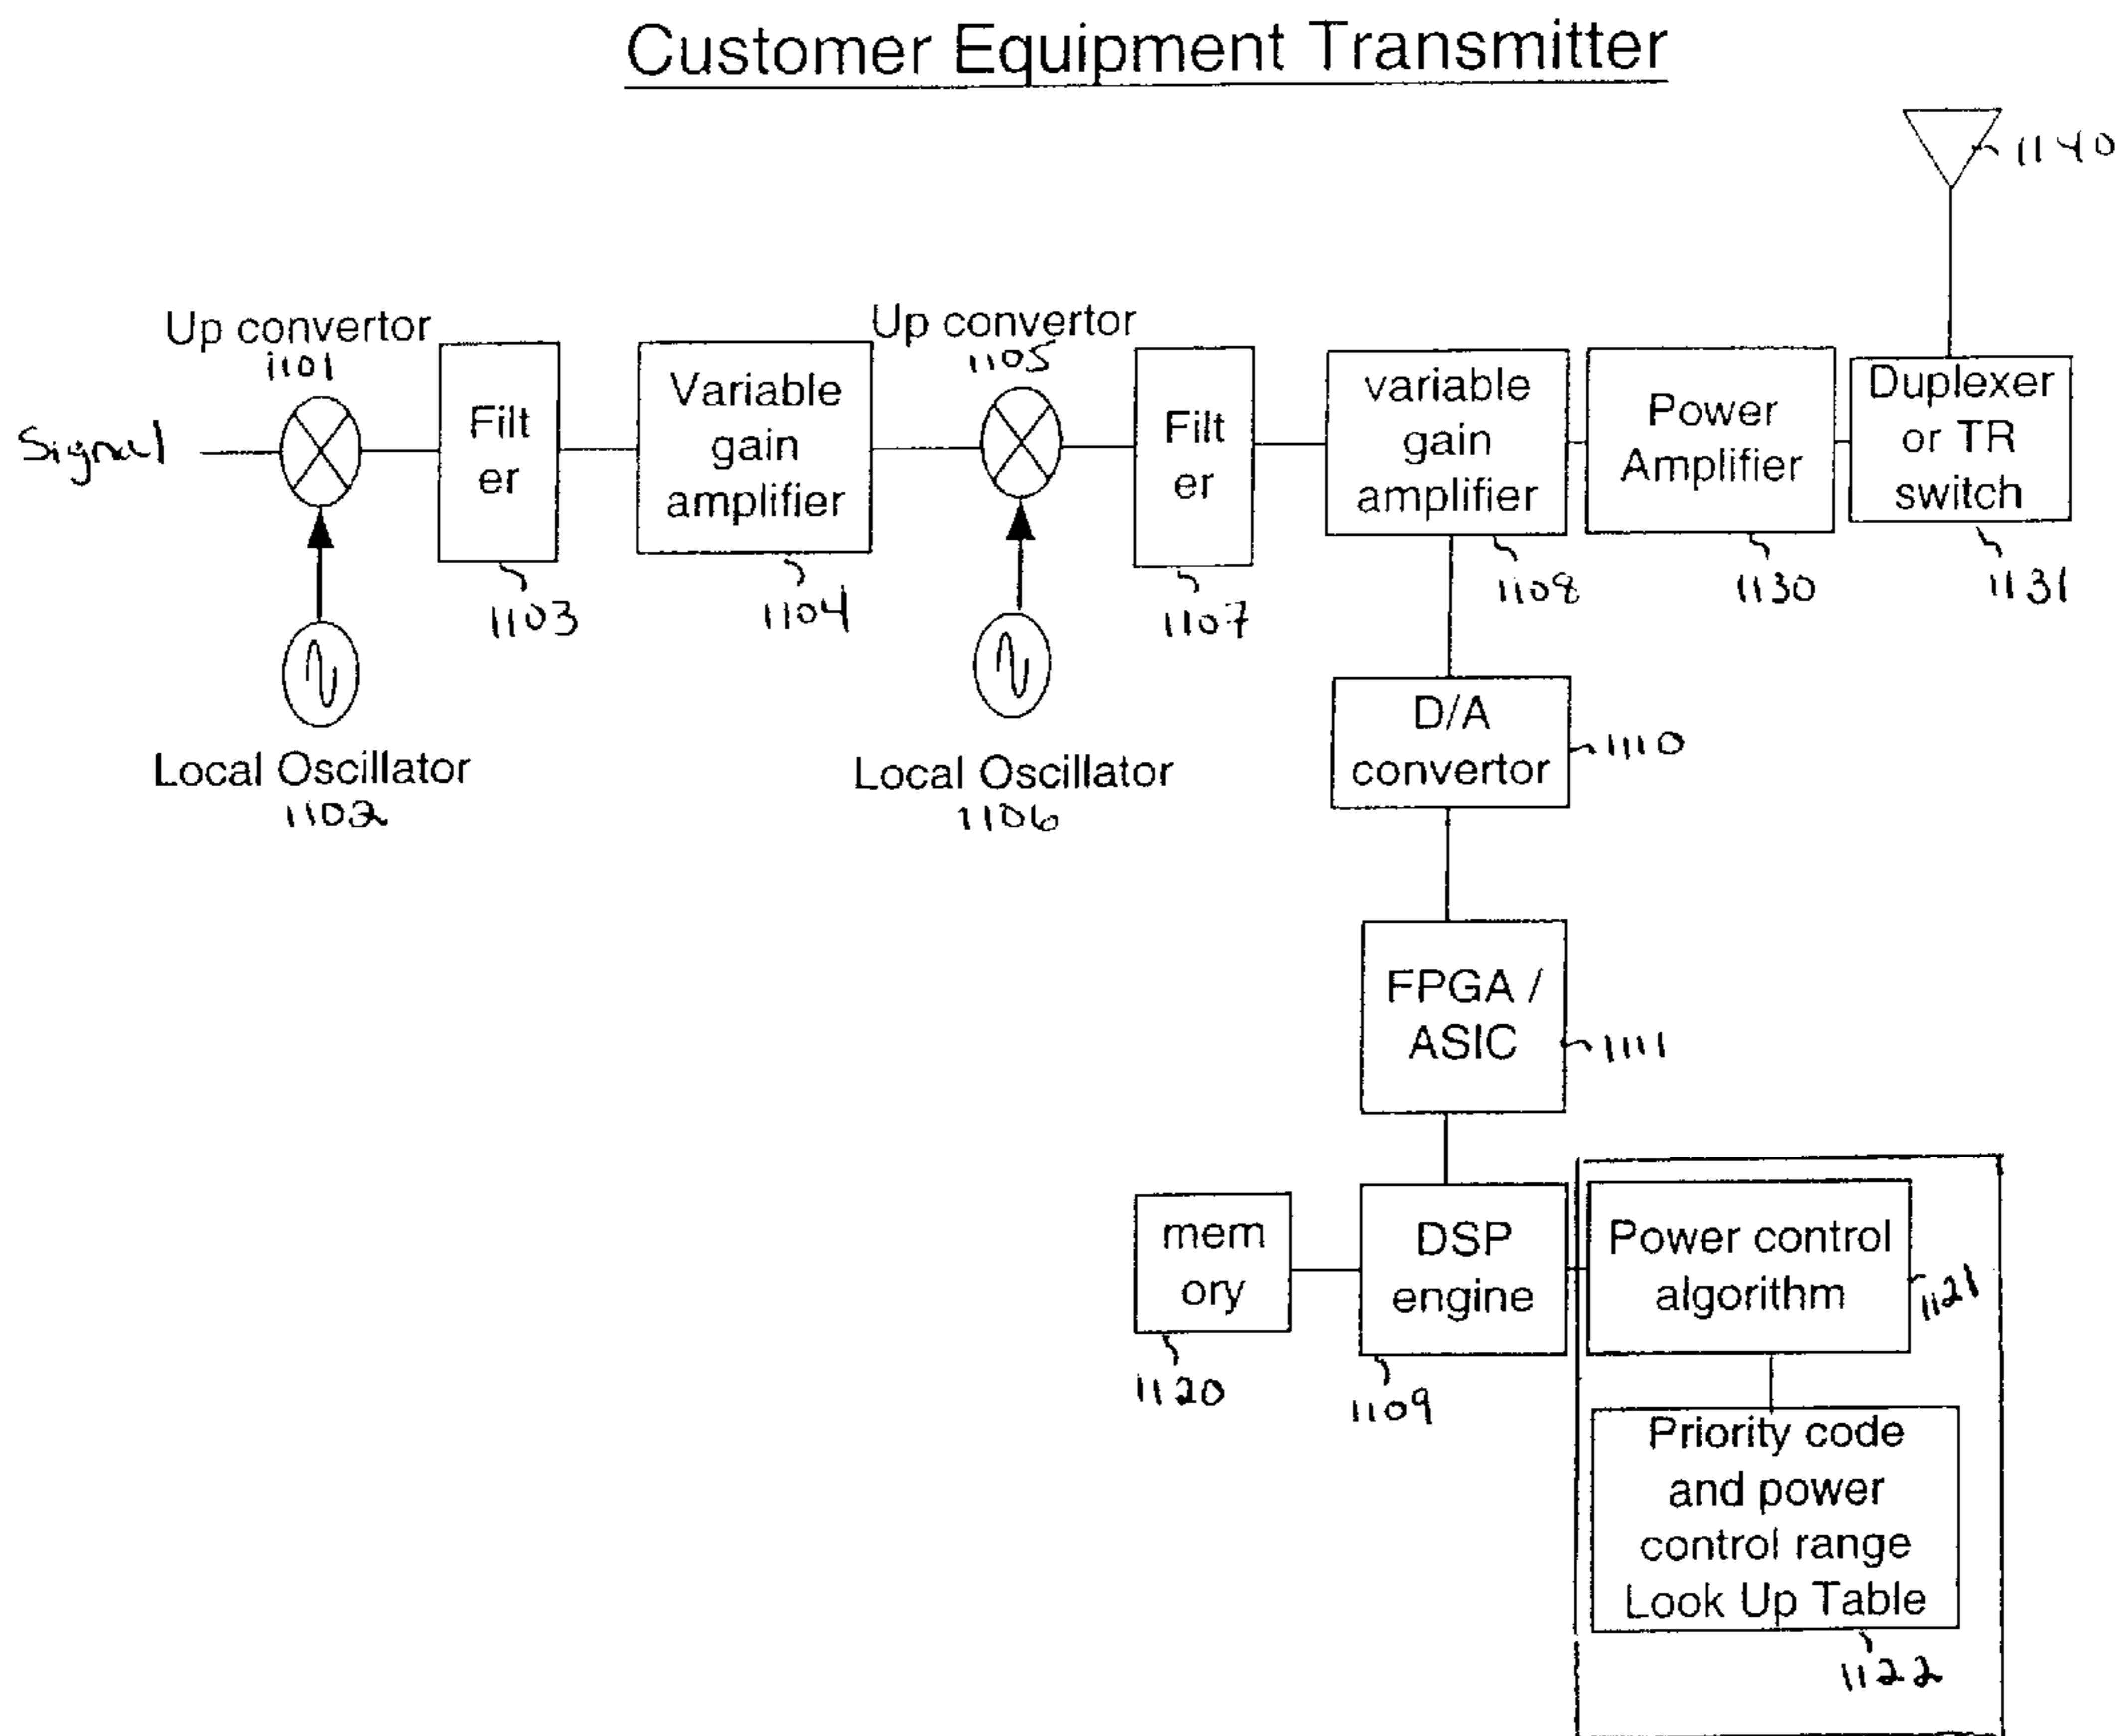 Customer Equipment Transmitter
1140
Up convertor
1101
Signal
Filt
er
1103
Variable
gain
amplifier
1104
Local Oscillator
1102
Up convertor
1105
Filt
er
1107
Local Oscillator
1106
variable
gain
amplifier
1108
Power
Amplifier
1130
Duplexer
or TR
switch
1131
D/A
convertor
1110
FPGA /
ASIC
1111
mem
ory
1120
DSP
engine
1109
Power control
algorithm
1121
Priority code
and power
control range
Look Up Table
1122